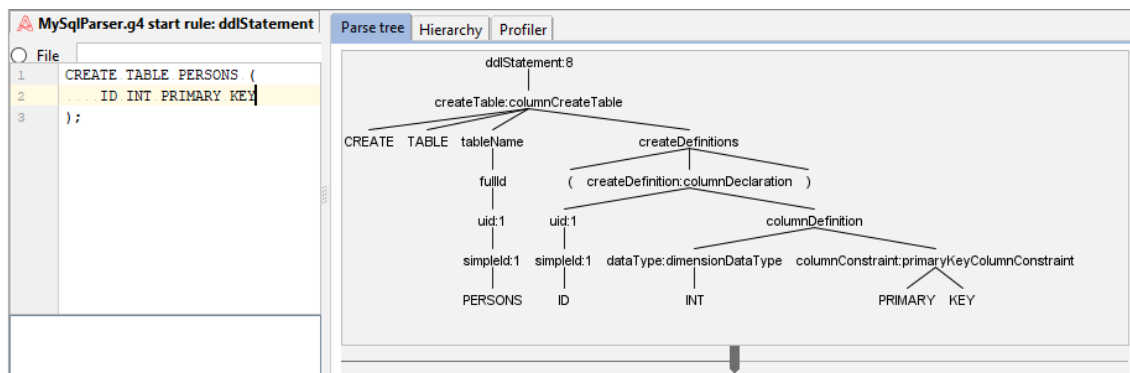 MySqlParser.g4 start rule: ddlStatement
File
1 CREATE TABLE PERSONS (
2 ....ID INT PRIMARY KEY
3 );
Parse tree Hierarchy Profiler
ddlStatement:8
createTable:columnCreateTable
CREATE TABLE tableName createDefinitions
fullId ( createDefinition:columnDeclaration )
uid:1 uid:1 columnDefinition
simpleId:1 simpleId:1 dataType:dimensionDataType columnConstraint:primaryKeyColumnConstraint
PERSONS ID INT PRIMARY KEY